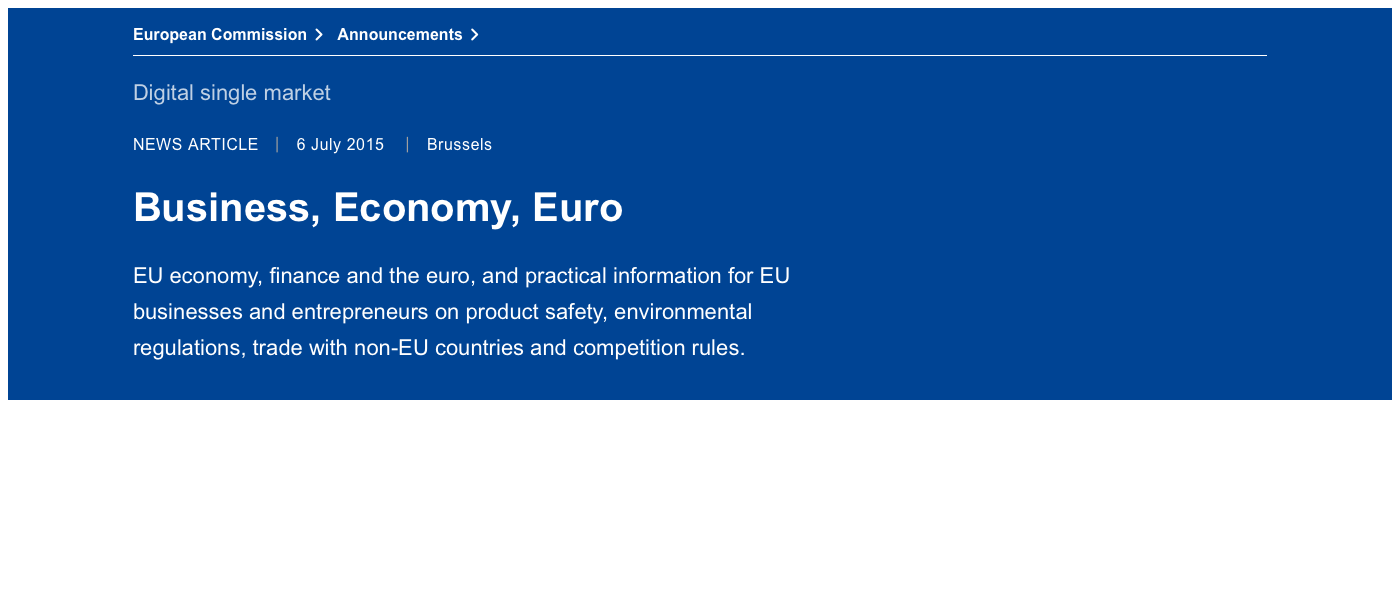 European Commission > Announcements >
Digital single market
NEWS ARTICLE | 6 July 2015 | Brussels
Business, Economy, Euro
EU economy, finance and the euro, and practical information for EU
businesses and entrepreneurs on product safety, environmental
regulations, trade with non-EU countries and competition rules.